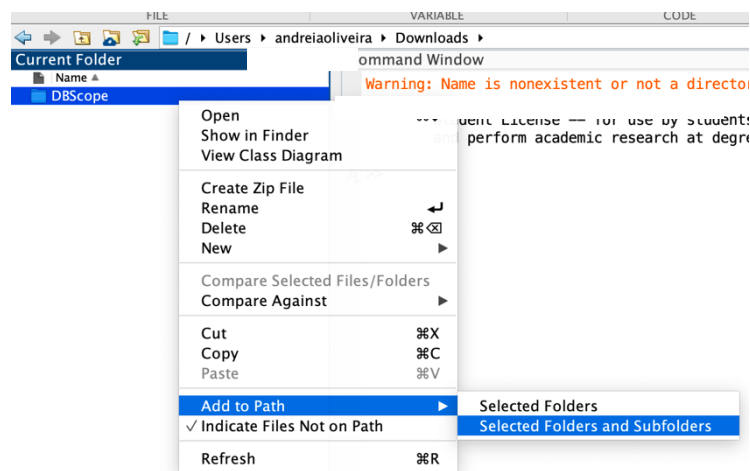 FILE VARIABLE CODE
/ ▸ Users ▸ andreiaoliveira ▸ Downloads ▸
Current Folder
ommand Window
Name
Warning: Name is nonexistent or not a director
DBScope
Open
udent License -- for use by students
Show in Finder
and perform academic research at degre
View Class Diagram
Create Zip File
Rename
Delete ⌘⌫
New
Compare Selected Files/Folders
Compare Against
Cut ⌘X
Copy ⌘C
Paste ⌘V
Add to Path
Selected Folders
✓ Indicate Files Not on Path
Selected Folders and Subfolders
Refresh ⌘R